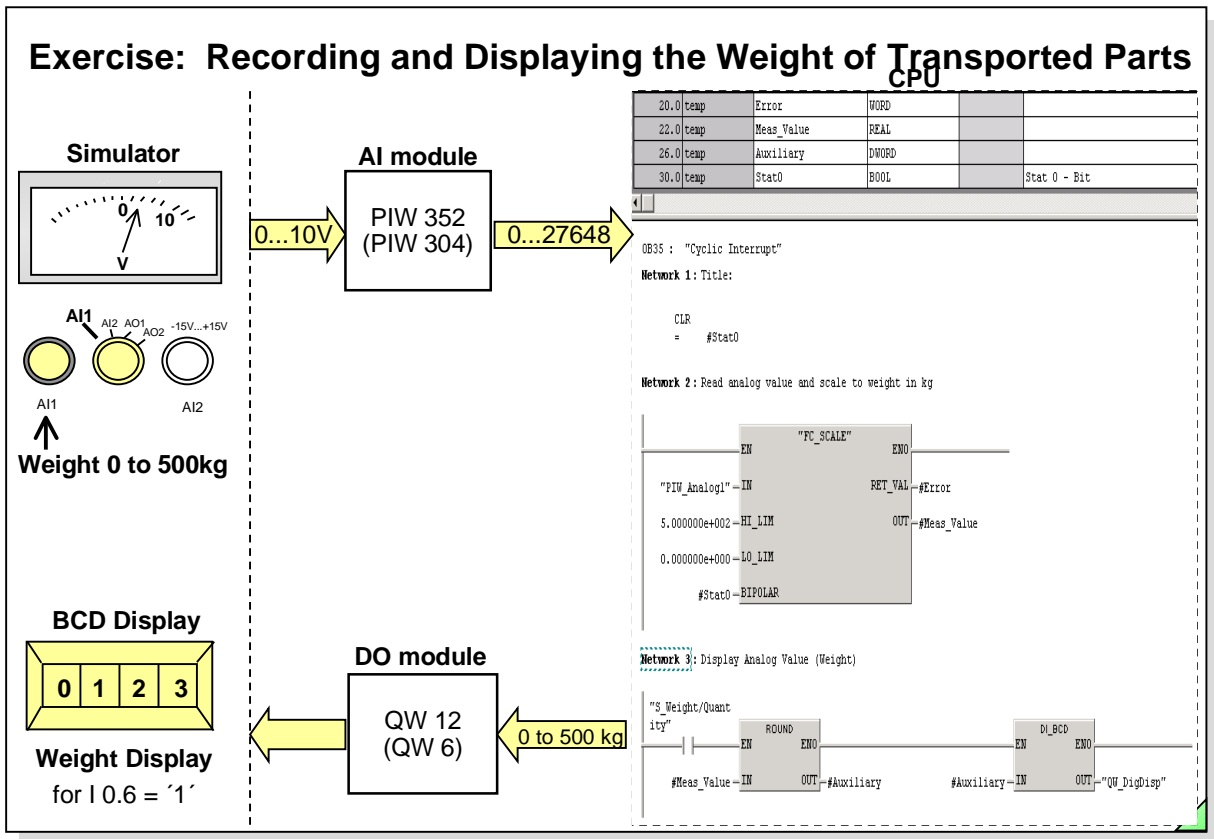 Exercise: Recording and Displaying the Weight of Transported Parts
CPU
Simulator
0
10
V
AI1
AI2
AO1
AO2
-15V...+15V
AI1
AI2
Weight 0 to 500kg
BCD Display
0 1 2 3
Weight Display
for I 0.6 = ´1´
0...10V
AI module
PIW 352
(PIW 304)
0...27648
DO module
QW 12
(QW 6)
0 to 500 kg
20.0 temp Error WORD
22.0 temp Meas_Value REAL
26.0 temp Auxiliary DWORD
30.0 temp Stat0 BOOL Stat 0 - Bit
OB35 : "Cyclic Interrupt"
Network 1: Title:
CLR
= #Stat0
Network 2: Read analog value and scale to weight in kg
"FC_SCALE"
EN ENO
"PIW_Analog1" IN RET_VAL #Error
5.000000e+002 HI_LIM OUT #Meas_Value
0.000000e+000 LO_LIM
#Stat0 BIPOLAR
Network 3: Display Analog Value (Weight)
"S_Weight/Quant
ity"
ROUND
EN ENO
#Meas_Value IN OUT #Auxiliary
DI_BCD
EN ENO
#Auxiliary IN OUT "QW_DigDisp"